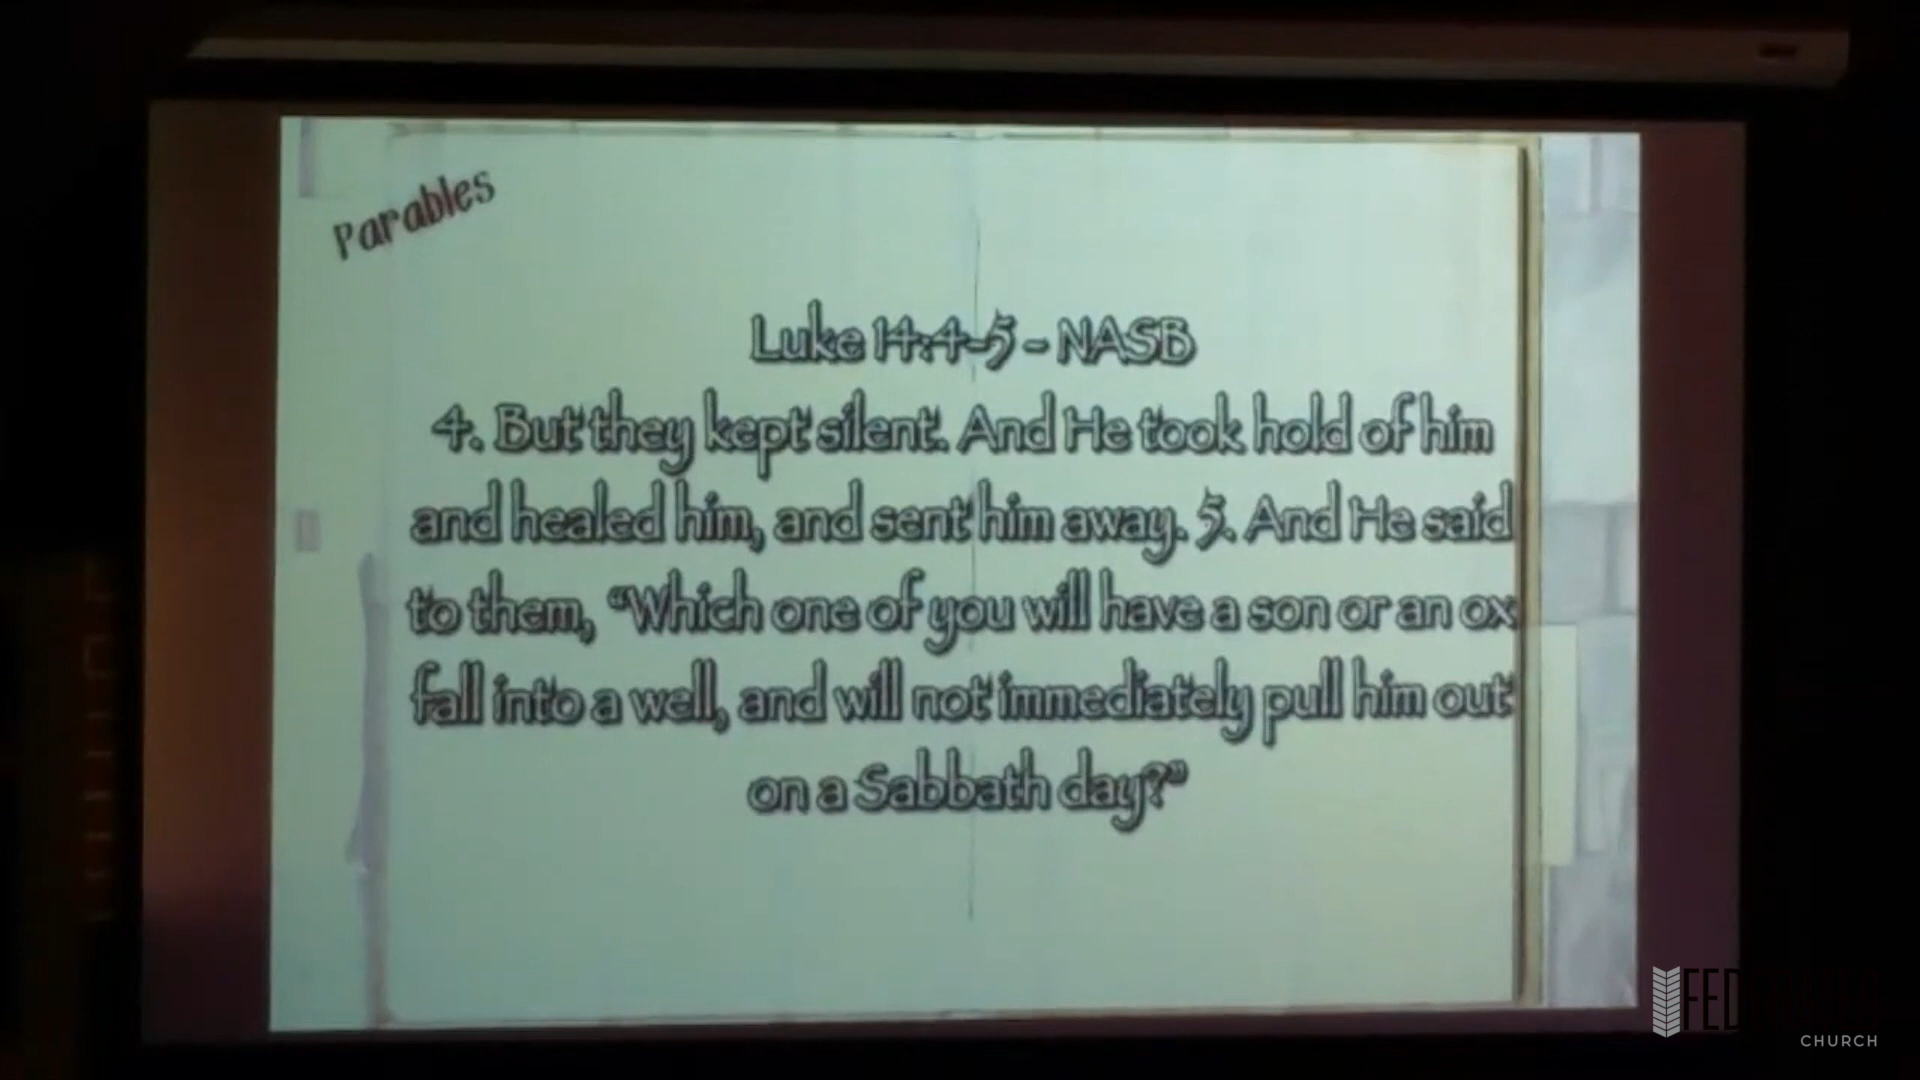 Parables
Luke 14:4-5 - NASB
4. But they kept silent. And He took hold of him
and healed him, and sent him away. 5. And He said
to them, “Which one of you will have a son or an ox
fall into a well, and will not immediately pull him out
on a Sabbath day?”
CHURCH